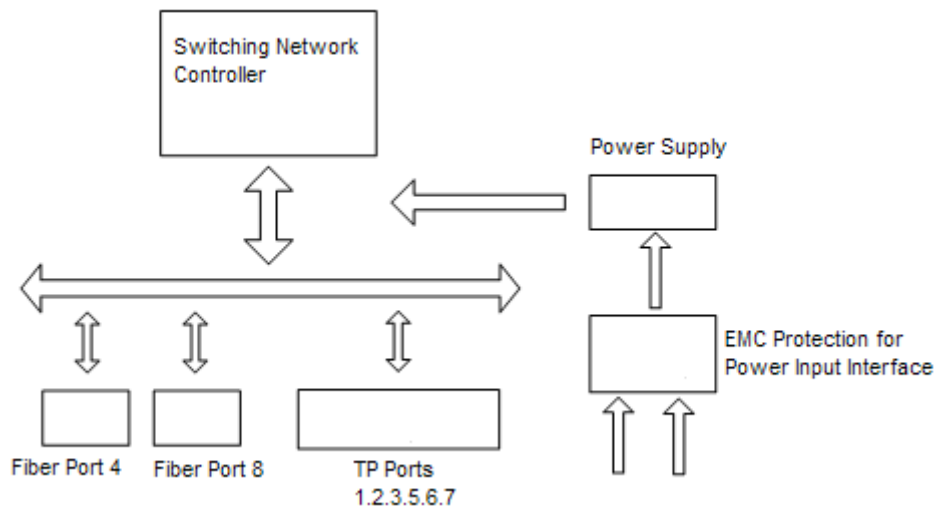 Switching Network
Controller
Power Supply
EMC Protection for
Power Input Interface
Fiber Port 4
Fiber Port 8
TP Ports
1.2.3.5.6.7